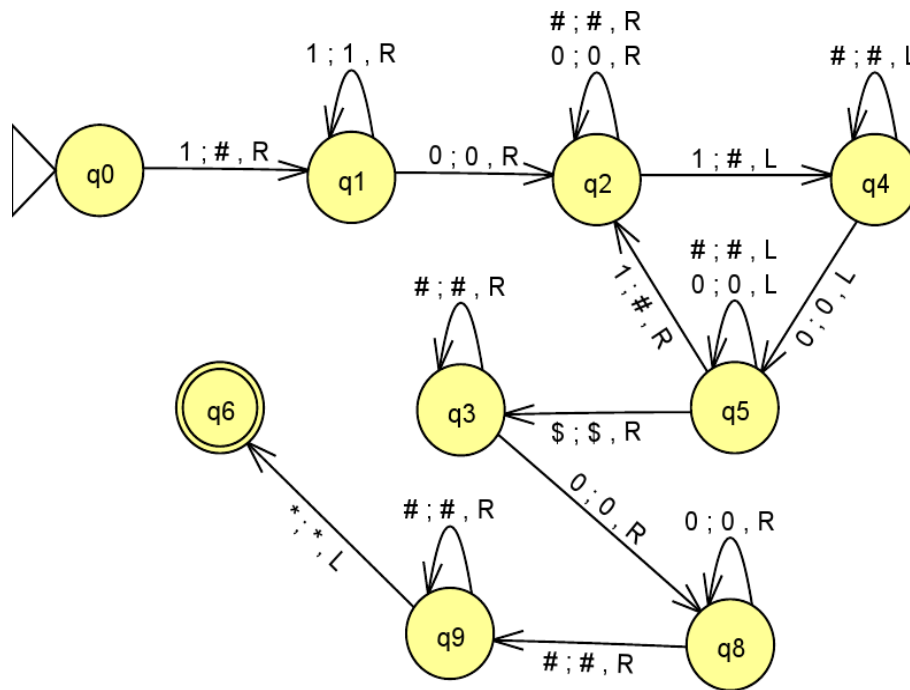 # ; # , R
0 ; 0 , R
# ; # , L
1 ; 1 , R
q0
1 ; # , R
q1
0 ; 0 , R
q2
1 ; # , L
q4
# ; # , L
0 ; 0 , L
1 ; # , R
0 ; 0 , L
# ; # , R
q6
q3
$ ; $ , R
q5
0 ; 0 , R
* ; * , L
# ; # , R
0 ; 0 , R
q9
# ; # , R
q8